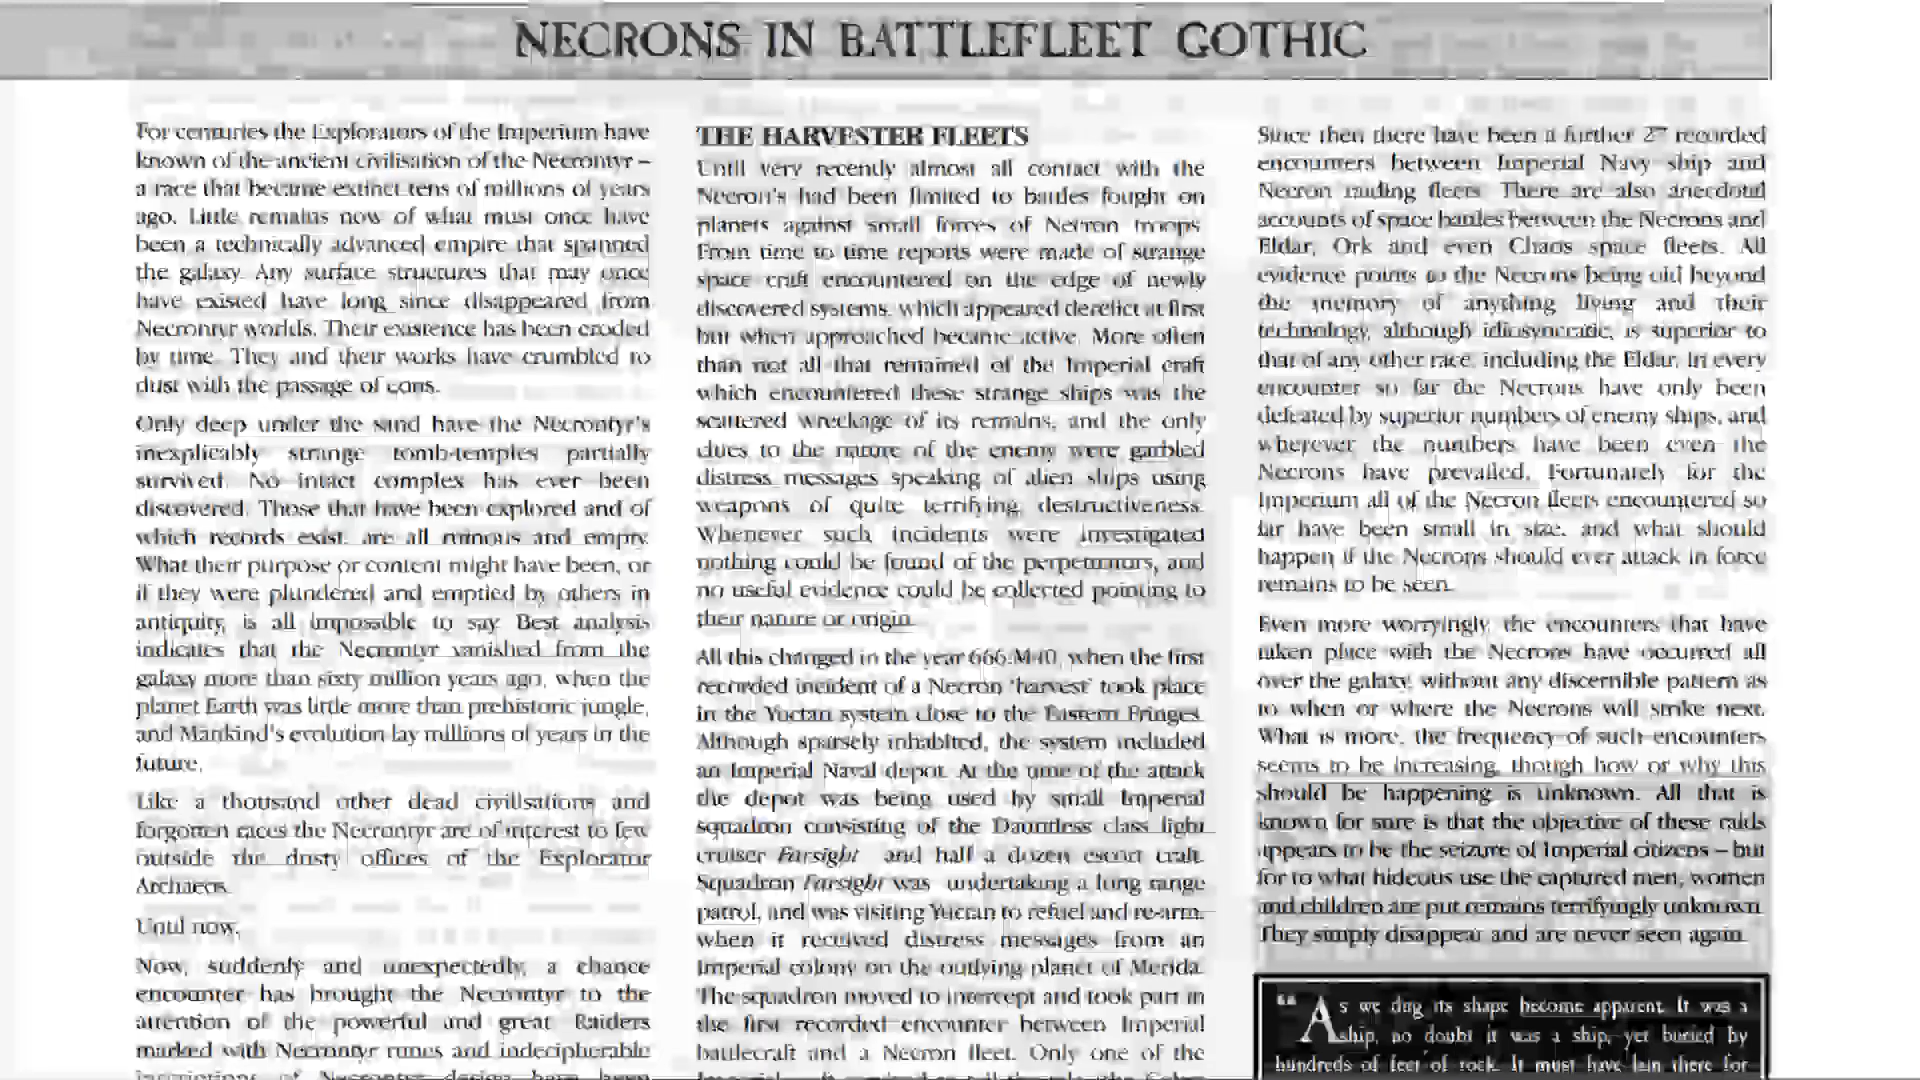 NECRONS IN BATTLEFLEET GOTHIC
For centuries the Explorators of the Imperium have
known of the ancient civilisation of the Necrontyr –
a race that became extinct tens of millions of years
ago. Little remains now of what must once have
been a technically advanced empire that spanned
the galaxy. Any surface structures that may once
have existed have long since disappeared from
Necrontyr worlds. Their existence has been eroded
by time. They and their works have crumbled to
dust with the passage of eons.
Only deep under the sand have the Necrontyr's
inexplicably strange tomb-temples partially
survived. No intact complex has ever been
discovered. Those that have been explored and of
which records exist, are all ruinous and empty.
What their purpose or content might have been, or
if they were plundered and emptied by others in
antiquity, is all impossible to say. Best analysis
indicates that the Necrontyr vanished from the
galaxy more than sixty million years ago, when the
planet Earth was little more than prehistoric jungle,
and Mankind's evolution lay millions of years in the
future.
Like a thousand other dead civilisations and
forgotten races the Necrontyr are of interest to few
outside the dusty offices of the Explorator
Archaeos.
Until now.
Now, suddenly and unexpectedly, a chance
encounter has brought the Necrontyr to the
attention of the powerful and great. Raiders
marked with Necrontyr runes and indecipherable
inscriptions of Necrontyr design have been
THE HARVESTER FLEETS
Until very recently almost all contact with the
Necron's had been limited to battles fought on
planets against small forces of Necron troops.
From time to time reports were made of strange
space craft encountered on the edge of newly
discovered systems, which appeared derelict at first
but when approached became active. More often
than not all that remained of the Imperial craft
which encountered these strange ships was the
scattered wreckage of its remains, and the only
clues to the nature of the enemy were garbled
distress messages speaking of alien ships using
weapons of quite terrifying destructiveness.
Whenever such incidents were investigated
nothing could be found of the perpetrators, and
no useful evidence could be collected pointing to
their nature or origin.
All this changed in the year 666.M40, when the first
recorded incident of a Necron 'harvest' took place
in the Yuctan system close to the Eastern Fringes.
Although sparsely inhabited, the system included
an Imperial Naval depot. At the time of the attack
the depot was being used by small Imperial
squadron consisting of the Dauntless class light
cruiser Farsight and half a dozen escort craft.
Squadron Farsight was undertaking a long range
patrol, and was visiting Yuctan to refuel and re-arm,
when it received distress messages from an
Imperial colony on the outlying planet of Merida.
The squadron moved to intercept and took part in
the first recorded encounter between Imperial
battlecraft and a Necron fleet. Only one of the
Since then there have been a further 27 recorded
encounters between Imperial Navy ship and
Necron raiding fleets. There are also anecdotal
accounts of space battles between the Necrons and
Eldar, Ork and even Chaos space fleets. All
evidence points to the Necrons being old beyond
the memory of anything living and their
technology, although idiosyncratic, is superior to
that of any other race, including the Eldar. In every
encounter so far the Necrons have only been
defeated by superior numbers of enemy ships, and
wherever the numbers have been even the
Necrons have prevailed. Fortunately for the
Imperium all of the Necron fleets encountered so
far have been small in size, and what should
happen if the Necrons should ever attack in force
remains to be seen.
Even more worryingly, the encounters that have
taken place with the Necrons have occurred all
over the galaxy, without any discernible pattern as
to when or where the Necrons will strike next.
What is more, the frequency of such encounters
seems to be increasing, though how or why this
should be happening is unknown. All that is
known for sure is that the objective of these raids
appears to be the seizure of Imperial citizens – but
for to what hideous use the captured men, women
and children are put remains terrifyingly unknown.
They simply disappear and are never seen again.
"As we dug its shape become apparent. It was a
ship, no doubt it was a ship, yet buried by
hundreds of feet of rock. It must have lain there for